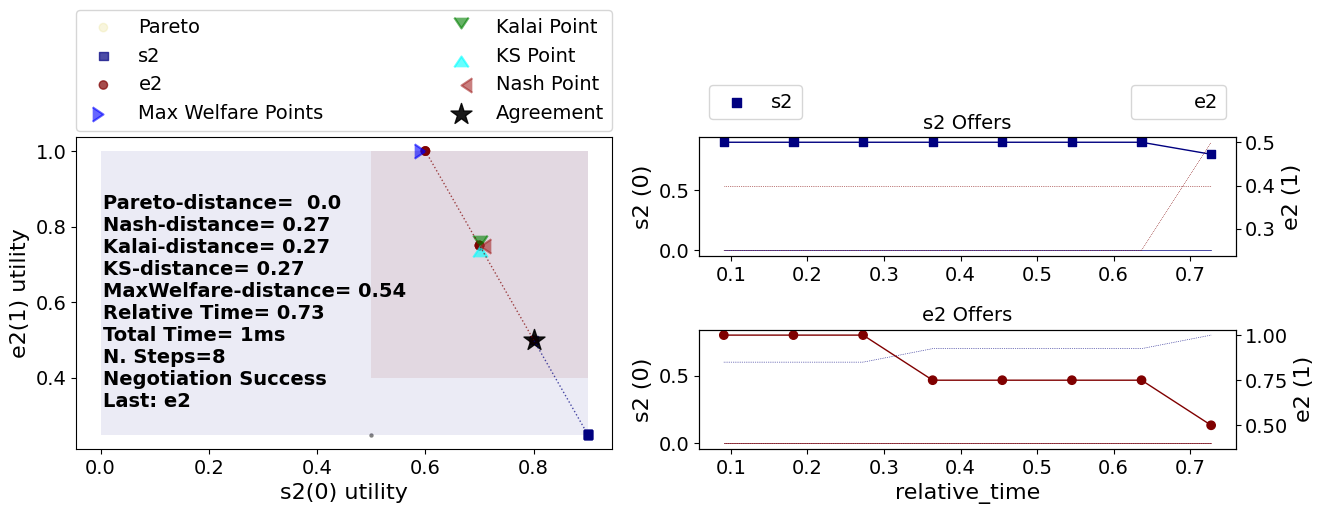 Pareto
s2
e2
Max Welfare Points
Kalai Point
KS Point
Nash Point
Agreement
1.0
0.8
0.6
0.4
e2(1) utility
Pareto-distance=  0.0
Nash-distance= 0.27
Kalai-distance= 0.27
KS-distance= 0.27
MaxWelfare-distance= 0.54
Relative Time= 0.73
Total Time= 1ms
N. Steps=8
Negotiation Success
Last: e2
0.0 0.2 0.4 0.6 0.8
s2(0) utility
s2
e2
s2 Offers
s2 (0)
0.5
0.0
0.5
0.4
0.3
e2 (1)
0.1 0.2 0.3 0.4 0.5 0.6 0.7
e2 Offers
s2 (0)
0.5
0.0
1.00
0.75
0.50
e2 (1)
0.1 0.2 0.3 0.4 0.5 0.6 0.7
relative_time